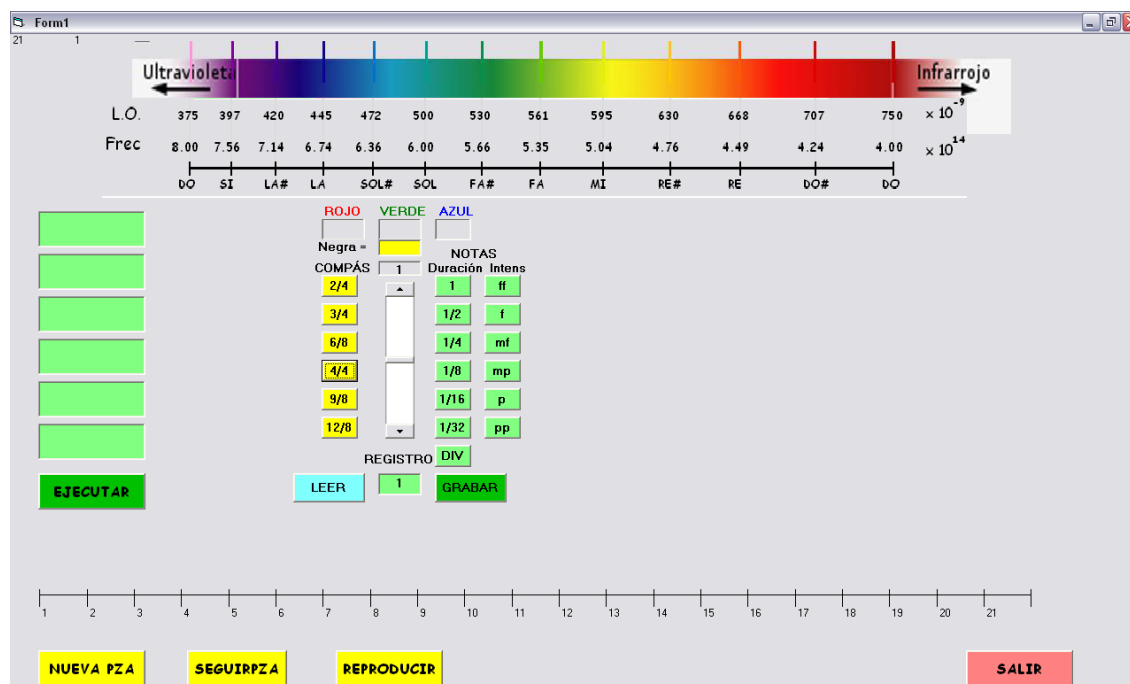 Form1
21 1
Ultravioleta Infrarrojo
L.O. 375 397 420 445 472 500 530 561 595 630 668 707 750 × 10 -9
Frec 8.00 7.56 7.14 6.74 6.36 6.00 5.66 5.35 5.04 4.76 4.49 4.24 4.00 × 10 14
DO SI LA# LA SOL# SOL FA# FA MI RE# RE DO# DO
ROJO VERDE AZUL
Negra =
NOTAS
COMPÁS 1 Duración Intens
2/4 1 ff
3/4 1/2 f
6/8 1/4 mf
4/4 1/8 mp
9/8 1/16 p
12/8 1/32 pp
REGISTRO DIV
EJECUTAR LEER 1 GRABAR
1 2 3 4 5 6 7 8 9 10 11 12 13 14 15 16 17 18 19 20 21
NUEVA PZA SEGUIRPZA REPRODUCIR SALIR